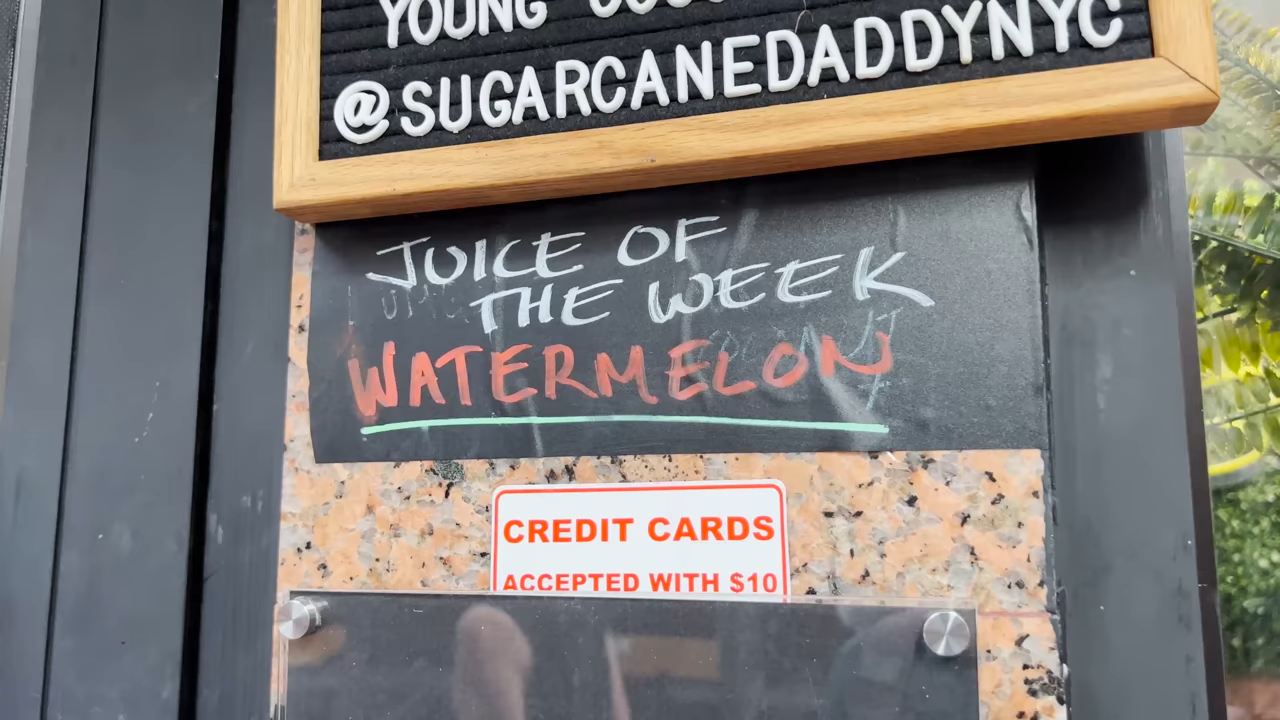 YOUNG
@SUGARCANEDADDYNYC
JUICE OF
THE WEEK
WATERMELON
CREDIT CARDS
ACCEPTED WITH $10